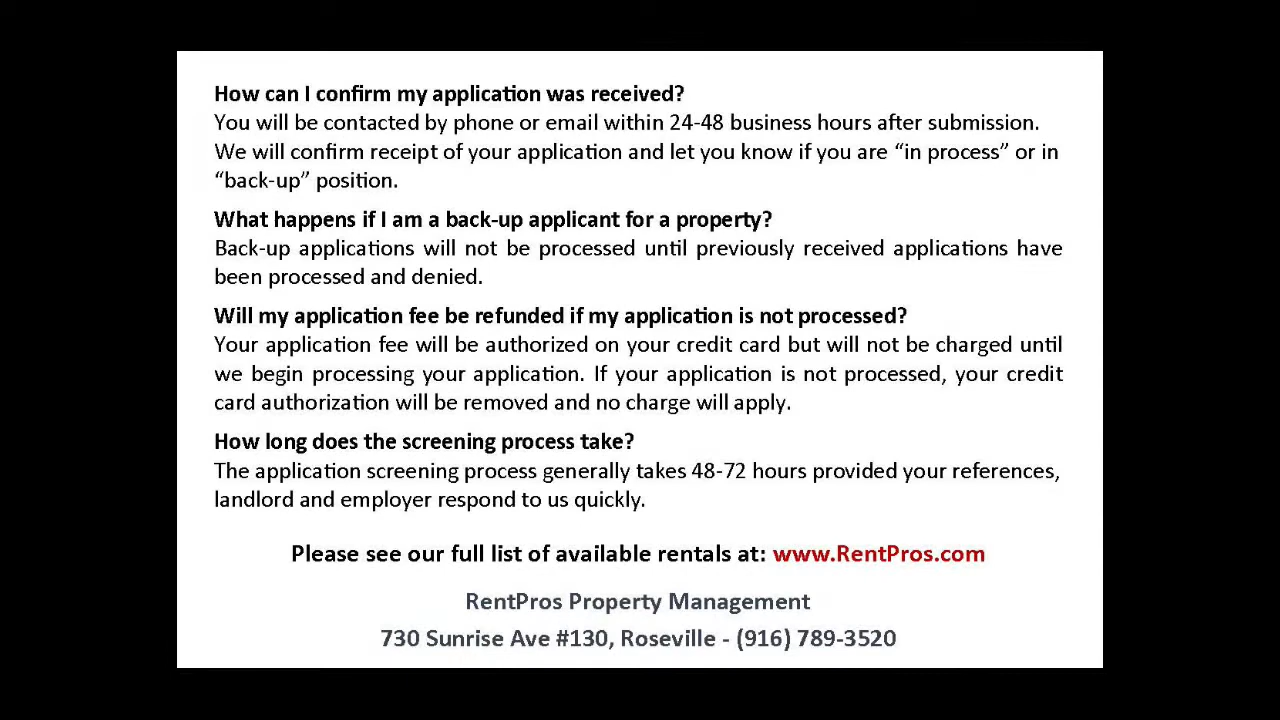 How can I confirm my application was received?
You will be contacted by phone or email within 24-48 business hours after submission.
We will confirm receipt of your application and let you know if you are “in process” or in
“back-up” position.
What happens if I am a back-up applicant for a property?
Back-up applications will not be processed until previously received applications have
been processed and denied.
Will my application fee be refunded if my application is not processed?
Your application fee will be authorized on your credit card but will not be charged until
we begin processing your application. If your application is not processed, your credit
card authorization will be removed and no charge will apply.
How long does the screening process take?
The application screening process generally takes 48-72 hours provided your references,
landlord and employer respond to us quickly.
Please see our full list of available rentals at: www.RentPros.com
RentPros Property Management
730 Sunrise Ave #130, Roseville - (916) 789-3520